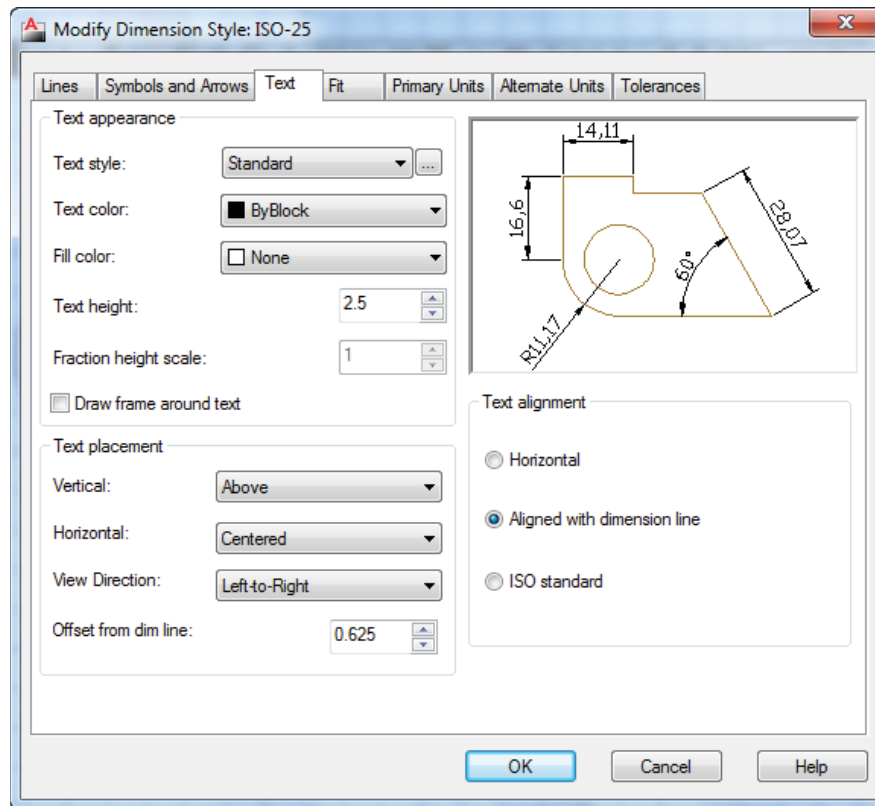 Modify Dimension Style: ISO-25
Lines Symbols and Arrows Text Fit Primary Units Alternate Units Tolerances
Text appearance
Text style: Standard ...
Text color: ByBlock
Fill color: None
Text height: 2.5
Fraction height scale: 1
Draw frame around text
Text placement
Vertical: Above
Horizontal: Centered
View Direction: Left-to-Right
Offset from dim line: 0.625
14,11
16,6
28,07
60°
R11,17
Text alignment
Horizontal
Aligned with dimension line
ISO standard
OK Cancel Help